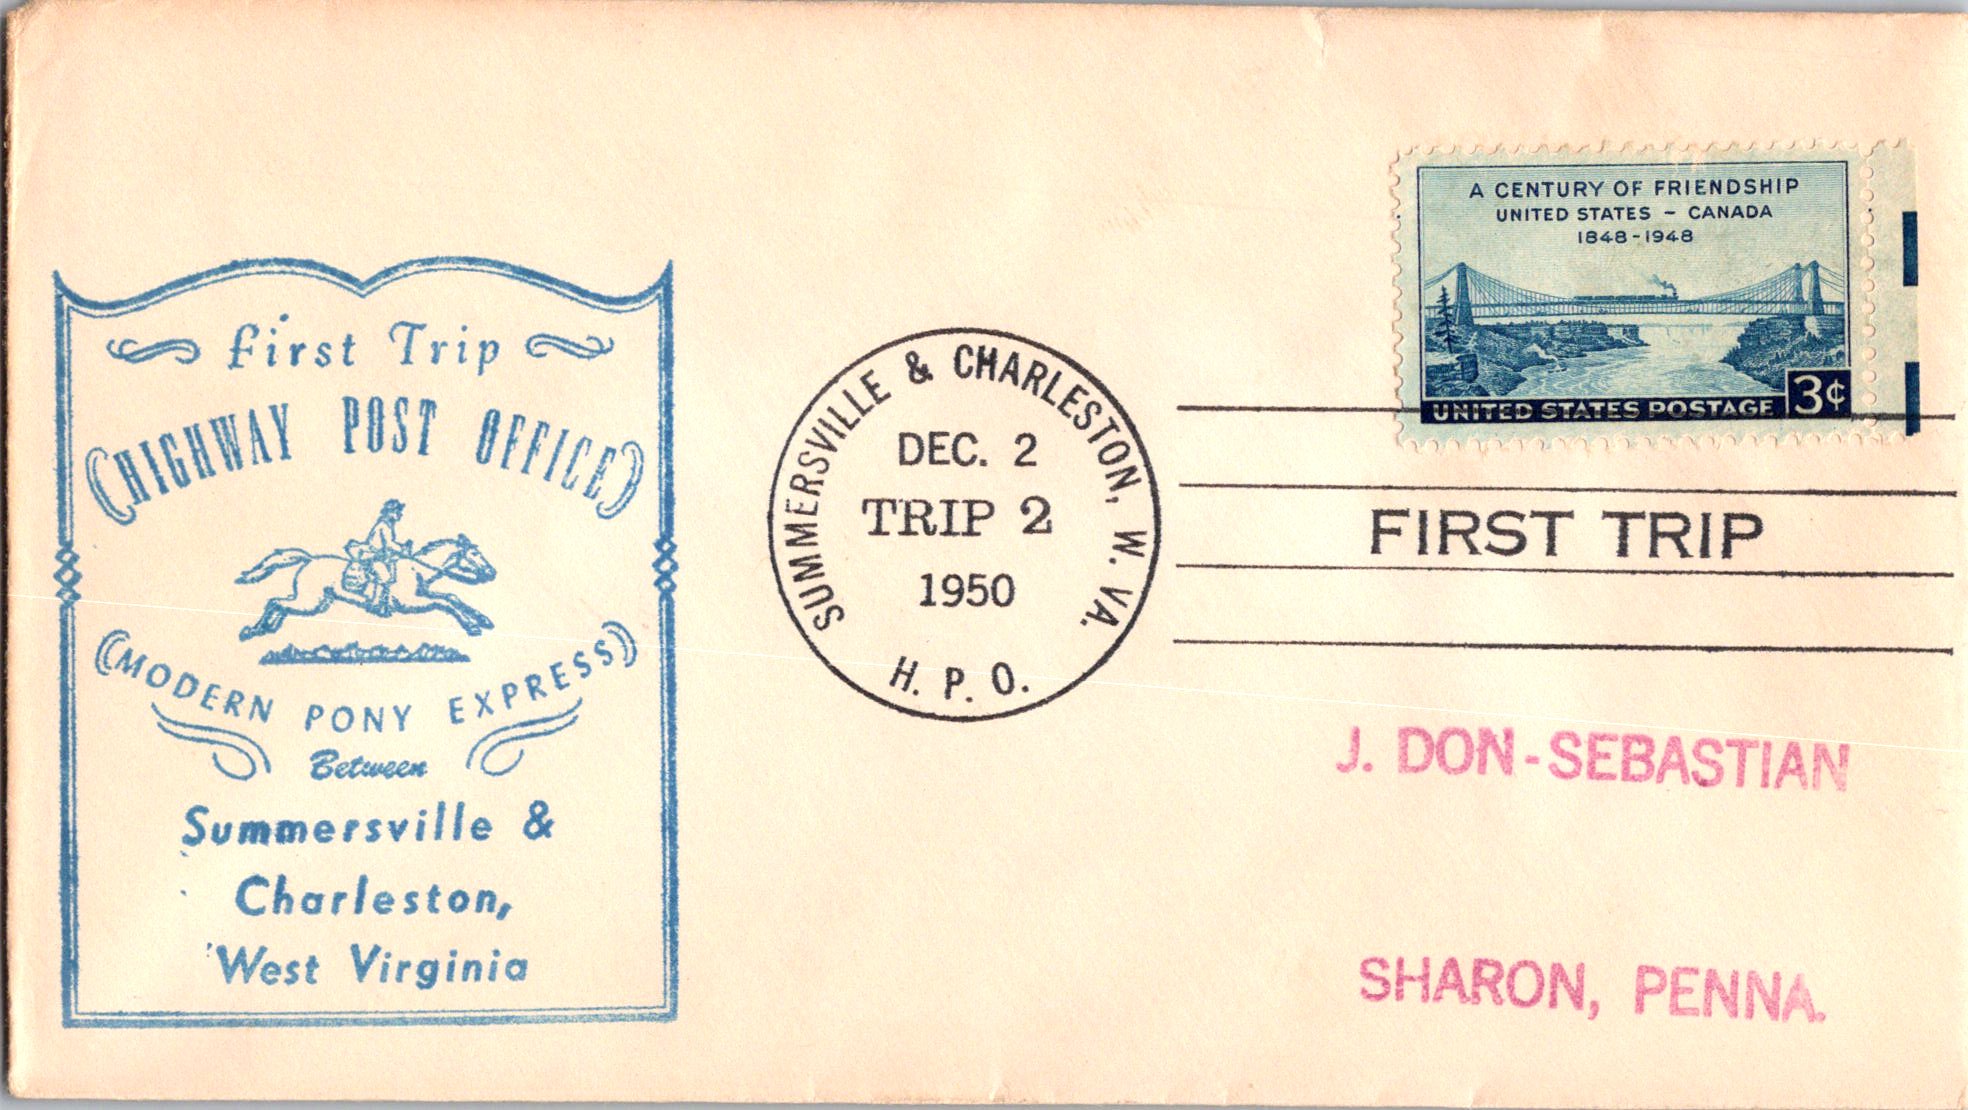 First Trip
HIGHWAY POST OFFICE
MODERN PONY EXPRESS
Between
Summersville &
Charleston,
West Virginia
SUMMERSVILLE & CHARLESTON, W. VA.
DEC. 2
TRIP 2
1950
H. P. O.
A CENTURY OF FRIENDSHIP
UNITED STATES - CANADA
1848-1948
UNITED STATES POSTAGE 3¢
FIRST TRIP
J. DON-SEBASTIAN
SHARON, PENNA.